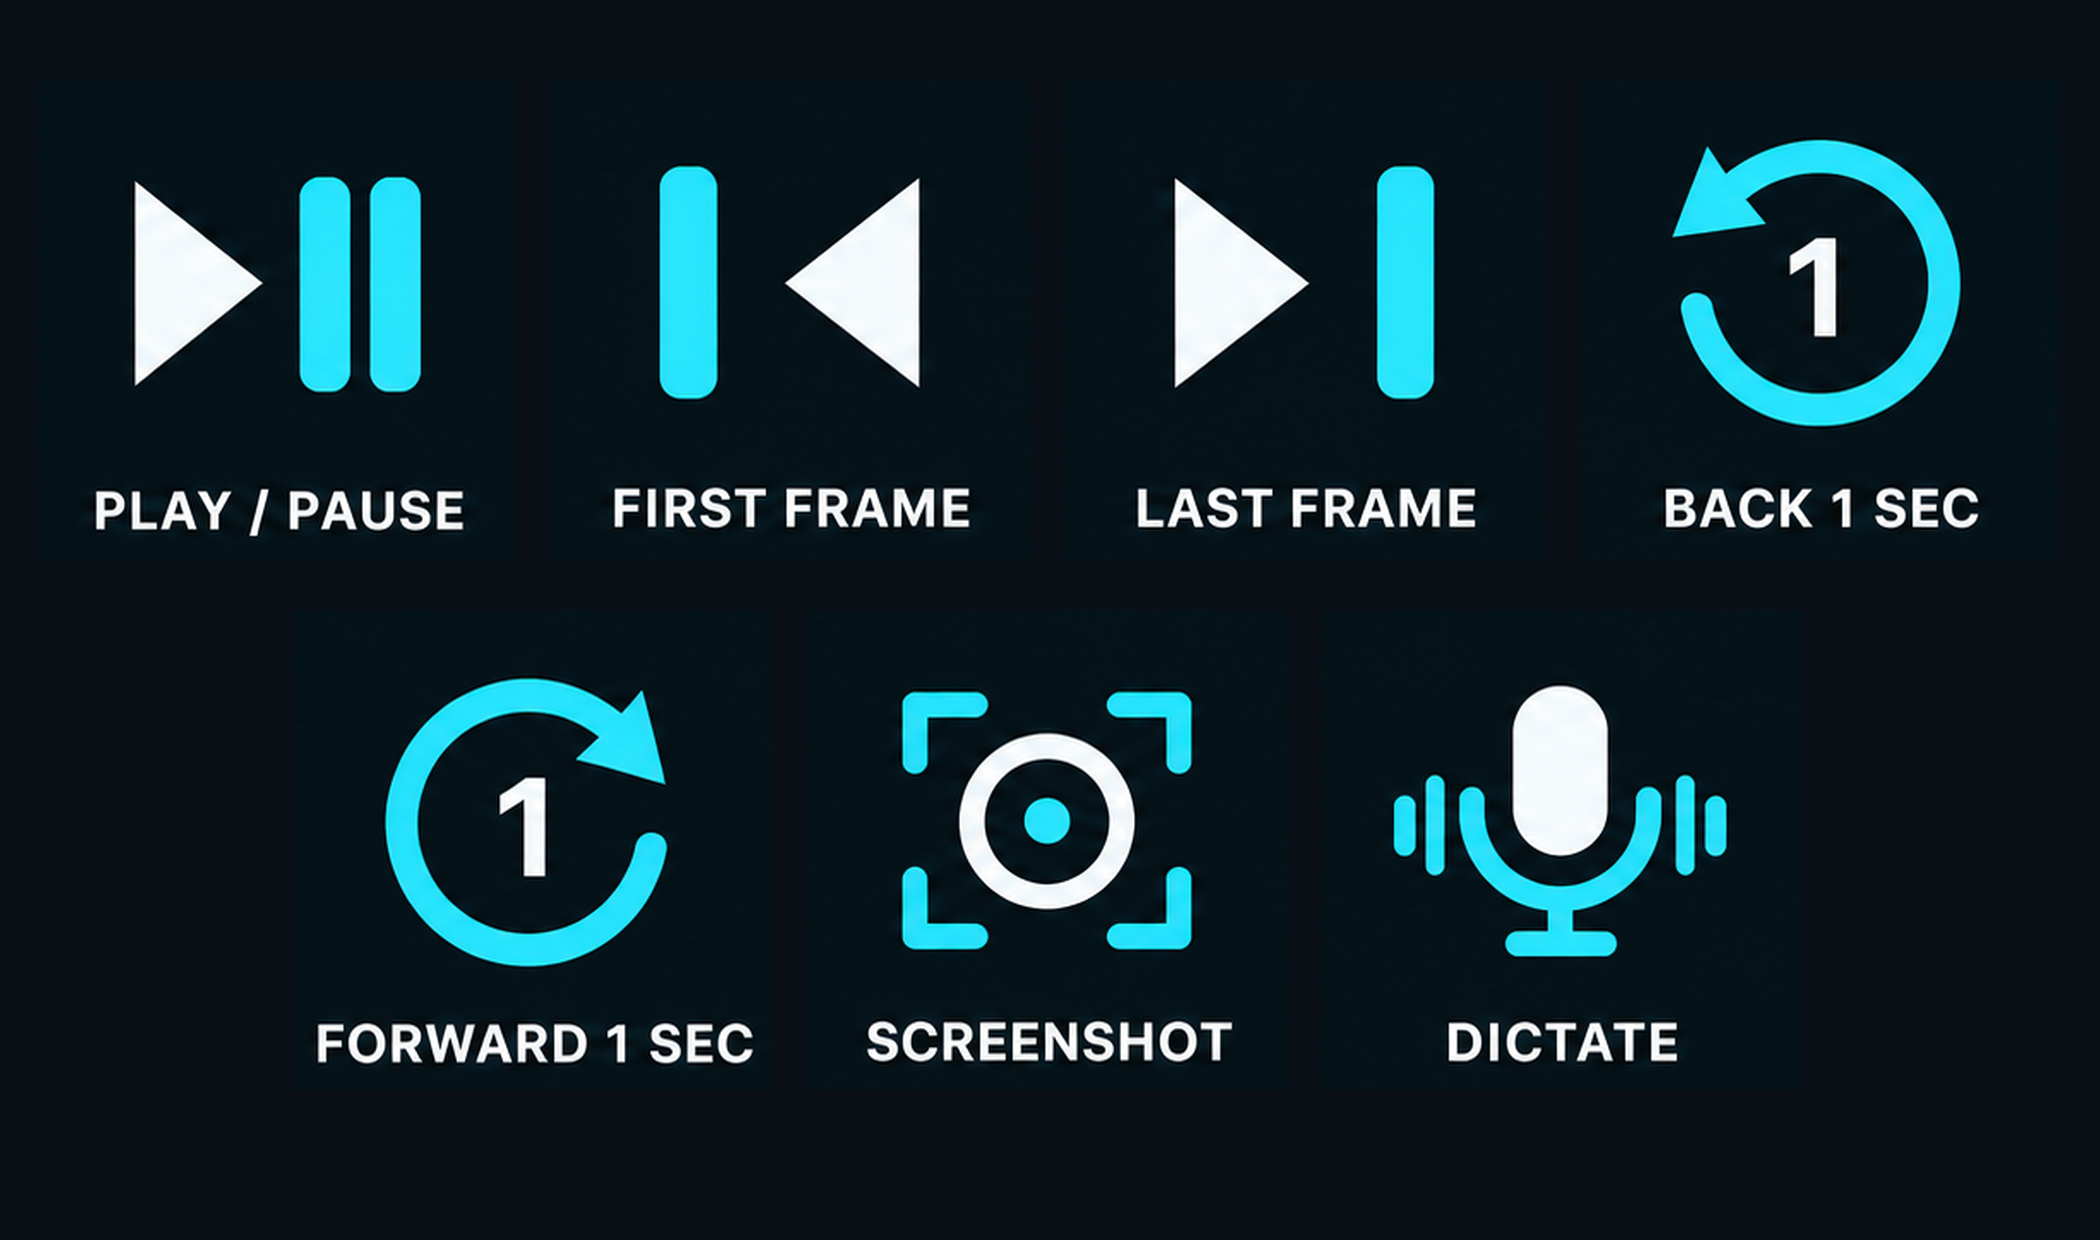 1
PLAY / PAUSE
FIRST FRAME
LAST FRAME
BACK 1 SEC
1
FORWARD 1 SEC
SCREENSHOT
DICTATE